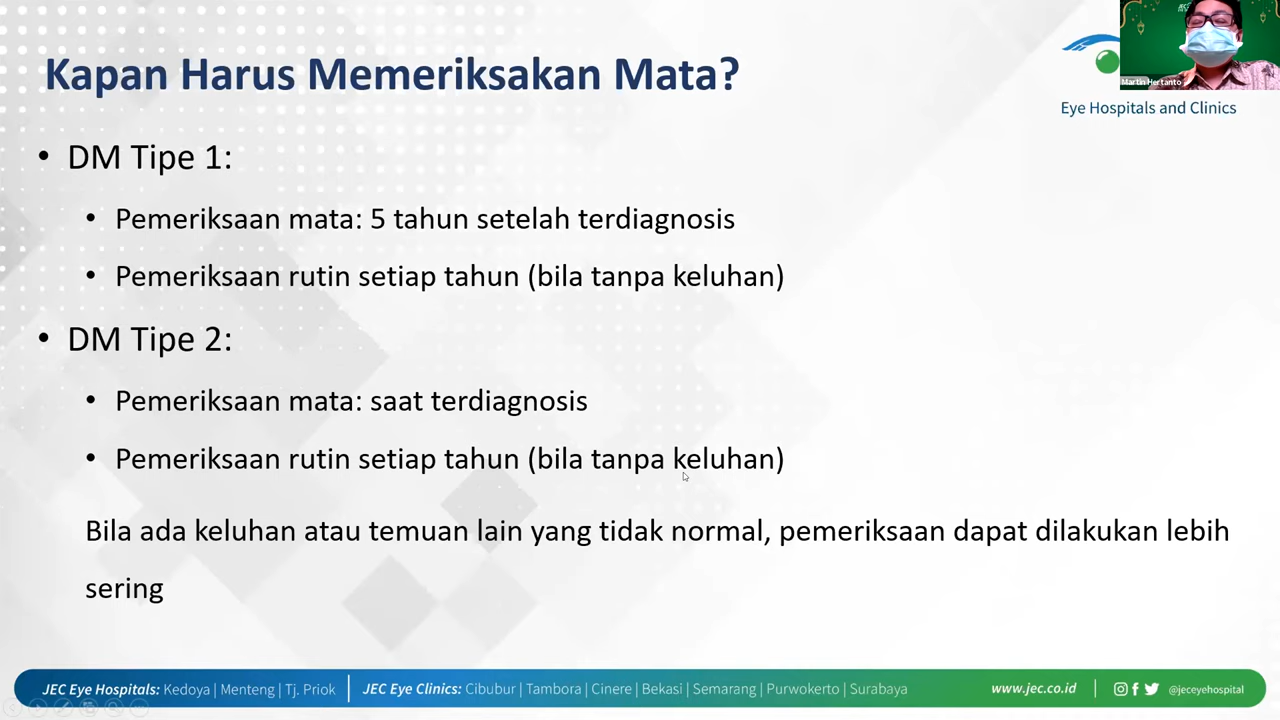 Kapan Harus Memeriksakan Mata?
Martin Hertanto
Eye Hospitals and Clinics
• DM Tipe 1:
• Pemeriksaan mata: 5 tahun setelah terdiagnosis
• Pemeriksaan rutin setiap tahun (bila tanpa keluhan)
• DM Tipe 2:
• Pemeriksaan mata: saat terdiagnosis
• Pemeriksaan rutin setiap tahun (bila tanpa keluhan)
Bila ada keluhan atau temuan lain yang tidak normal, pemeriksaan dapat dilakukan lebih
sering
JEC Eye Hospitals: Kedoya | Menteng | Tj. Priok | JEC Eye Clinics: Cibubur | Tambora | Cinere | Bekasi | Semarang | Purwokerto | Surabaya www.jec.co.id | @jeceyehospital